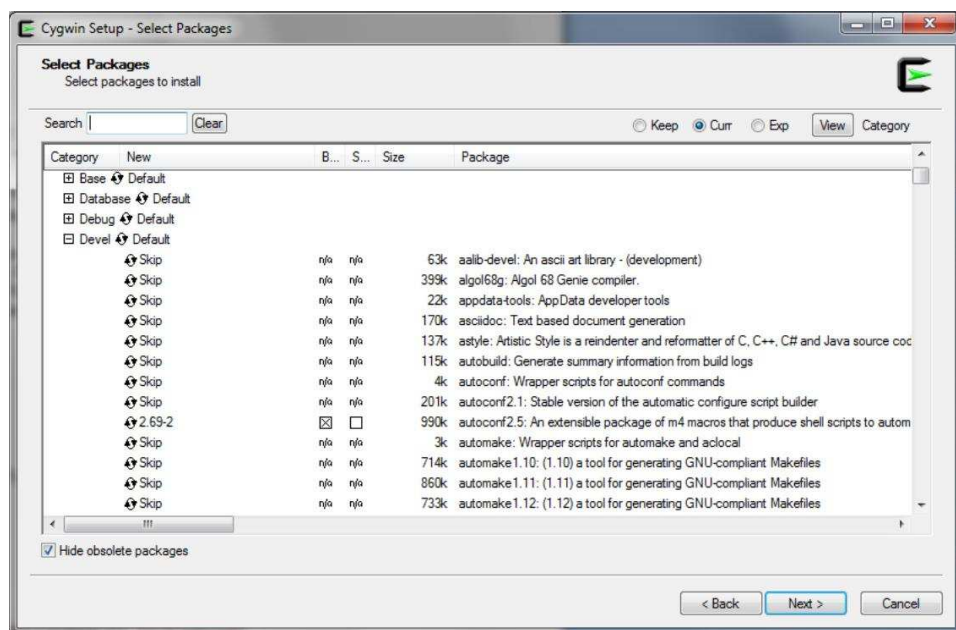 Cygwin Setup - Select Packages
Select Packages
Select packages to install
Search Clear Keep Curr Exp View Category
Category New B... S... Size Package
Base Default
Database Default
Debug Default
Devel Default
Skip n/a n/a 63k aalib-devel: An ascii art library - (development)
Skip n/a n/a 399k algol68g: Algol 68 Genie compiler.
Skip n/a n/a 22k appdata-tools: AppData developer tools
Skip n/a n/a 170k asciidoc: Text based document generation
Skip n/a n/a 137k astyle: Artistic Style is a reindenter and reformatter of C, C++, C# and Java source cod
Skip n/a n/a 115k autobuild: Generate summary information from build logs
Skip n/a n/a 4k autoconf: Wrapper scripts for autoconf commands
Skip n/a n/a 201k autoconf2.1: Stable version of the automatic configure script builder
2.69-2 990k autoconf2.5: An extensible package of m4 macros that produce shell scripts to autom
Skip n/a n/a 3k automake: Wrapper scripts for automake and aclocal
Skip n/a n/a 714k automake1.10: (1.10) a tool for generating GNU-compliant Makefiles
Skip n/a n/a 860k automake1.11: (1.11) a tool for generating GNU-compliant Makefiles
Skip n/a n/a 733k automake1.12: (1.12) a tool for generating GNU-compliant Makefiles
Hide obsolete packages
< Back Next > Cancel